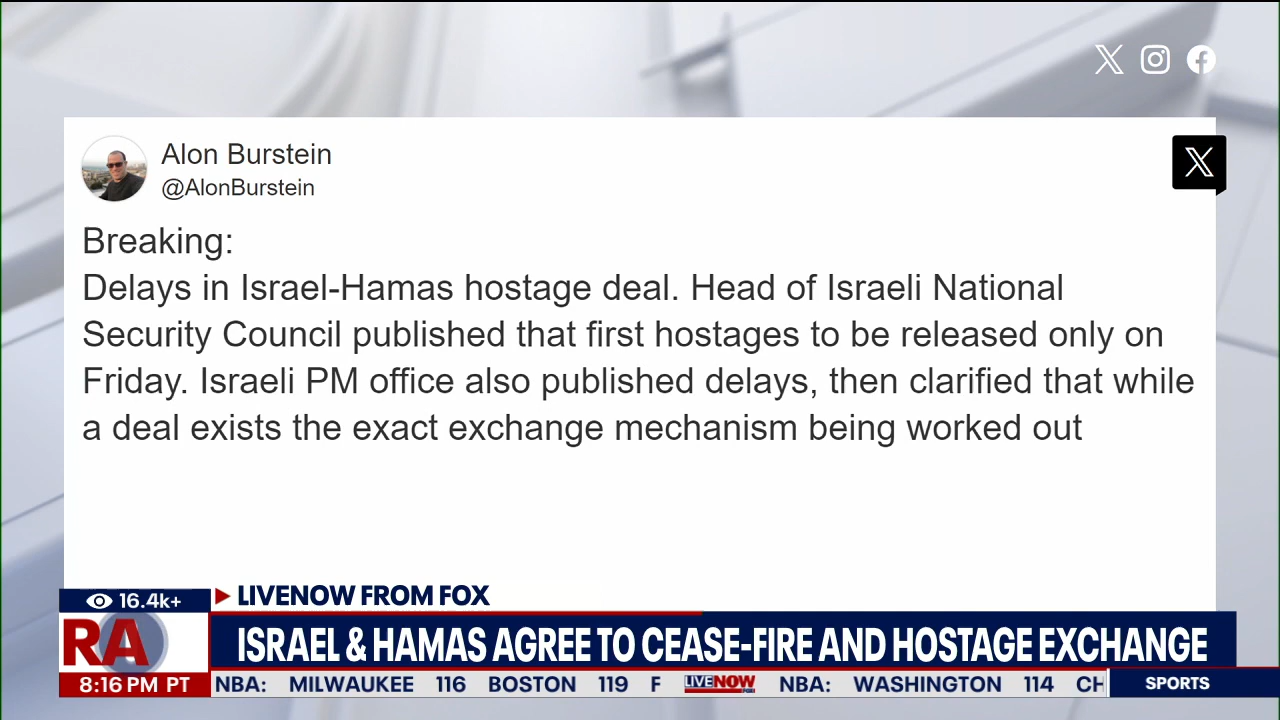 Alon Burstein
@AlonBurstein
Breaking:
Delays in Israel-Hamas hostage deal. Head of Israeli National
Security Council published that first hostages to be released only on
Friday. Israeli PM office also published delays, then clarified that while
a deal exists the exact exchange mechanism being worked out
16.4k+
LIVENOW FROM FOX
RA
ISRAEL & HAMAS AGREE TO CEASE-FIRE AND HOSTAGE EXCHANGE
8:16 PM PT
NBA: MILWAUKEE 116 BOSTON 119 F LIVENOW FOX NBA: WASHINGTON 114 CH
SPORTS